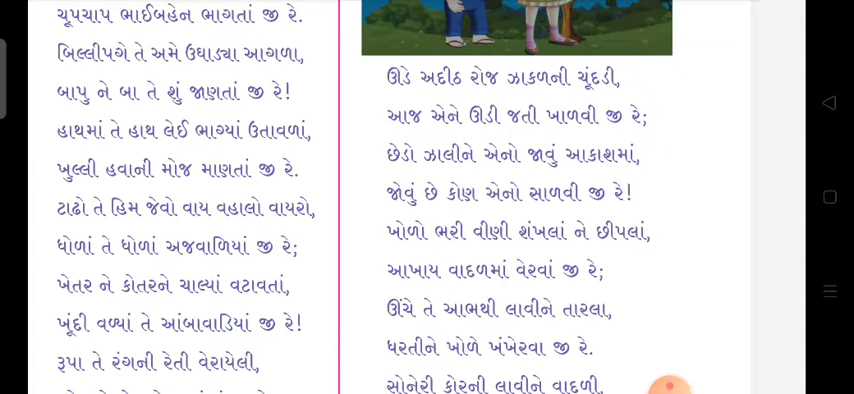 ચૂપચાપ ભાઈબહેન ભાગતાં જી રે.
બિલ્લીપગે તે અમે ઉઘાડ્યા આગળા,
બાપુ ને બા તે શું જાણતાં જી રે!
હાથમાં તે હાથ લેઈ ભાગ્યાં ઉતાવળાં,
ખુલ્લી હવાની મોજ માણતાં જી રે.
ટાઢો તે હિમ જેવો વાય વહાલો વાયરો,
ધોળાં તે ધોળાં અજવાળિયાં જી રે;
ખેતર ને કોતરને ચાલ્યાં વટાવતાં,
ખૂંદી વળ્યાં તે આંબાવાડિયાં જી રે!
રૂપા તે રંગની રેતી વેરાયેલી,
ઊડે અદીઠ રોજ ઝાકળની ચૂંદડી,
આજ એને ઊડી જતી ખાળવી જી રે;
છેડો ઝાલીને એનો જાવું આકાશમાં,
જોવું છે કોણ એનો સાળવી જી રે!
ખોળો ભરી વીણી શંખલાં ને છીપલાં,
આખાય વાદળમાં વેરવાં જી રે;
ઊંચે તે આભથી લાવીને તારલા,
ધરતીને ખોળે ખંખેરવા જી રે.
સોનેરી કોરની લાવીને વાદળી,